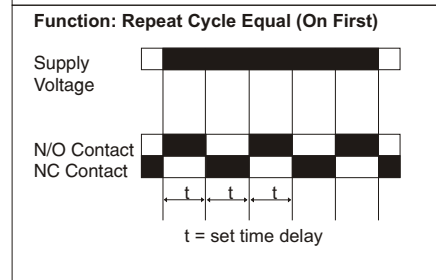 Function: Repeat Cycle Equal (On First)
Supply
Voltage
N/O Contact
NC Contact
t t t
t = set time delay